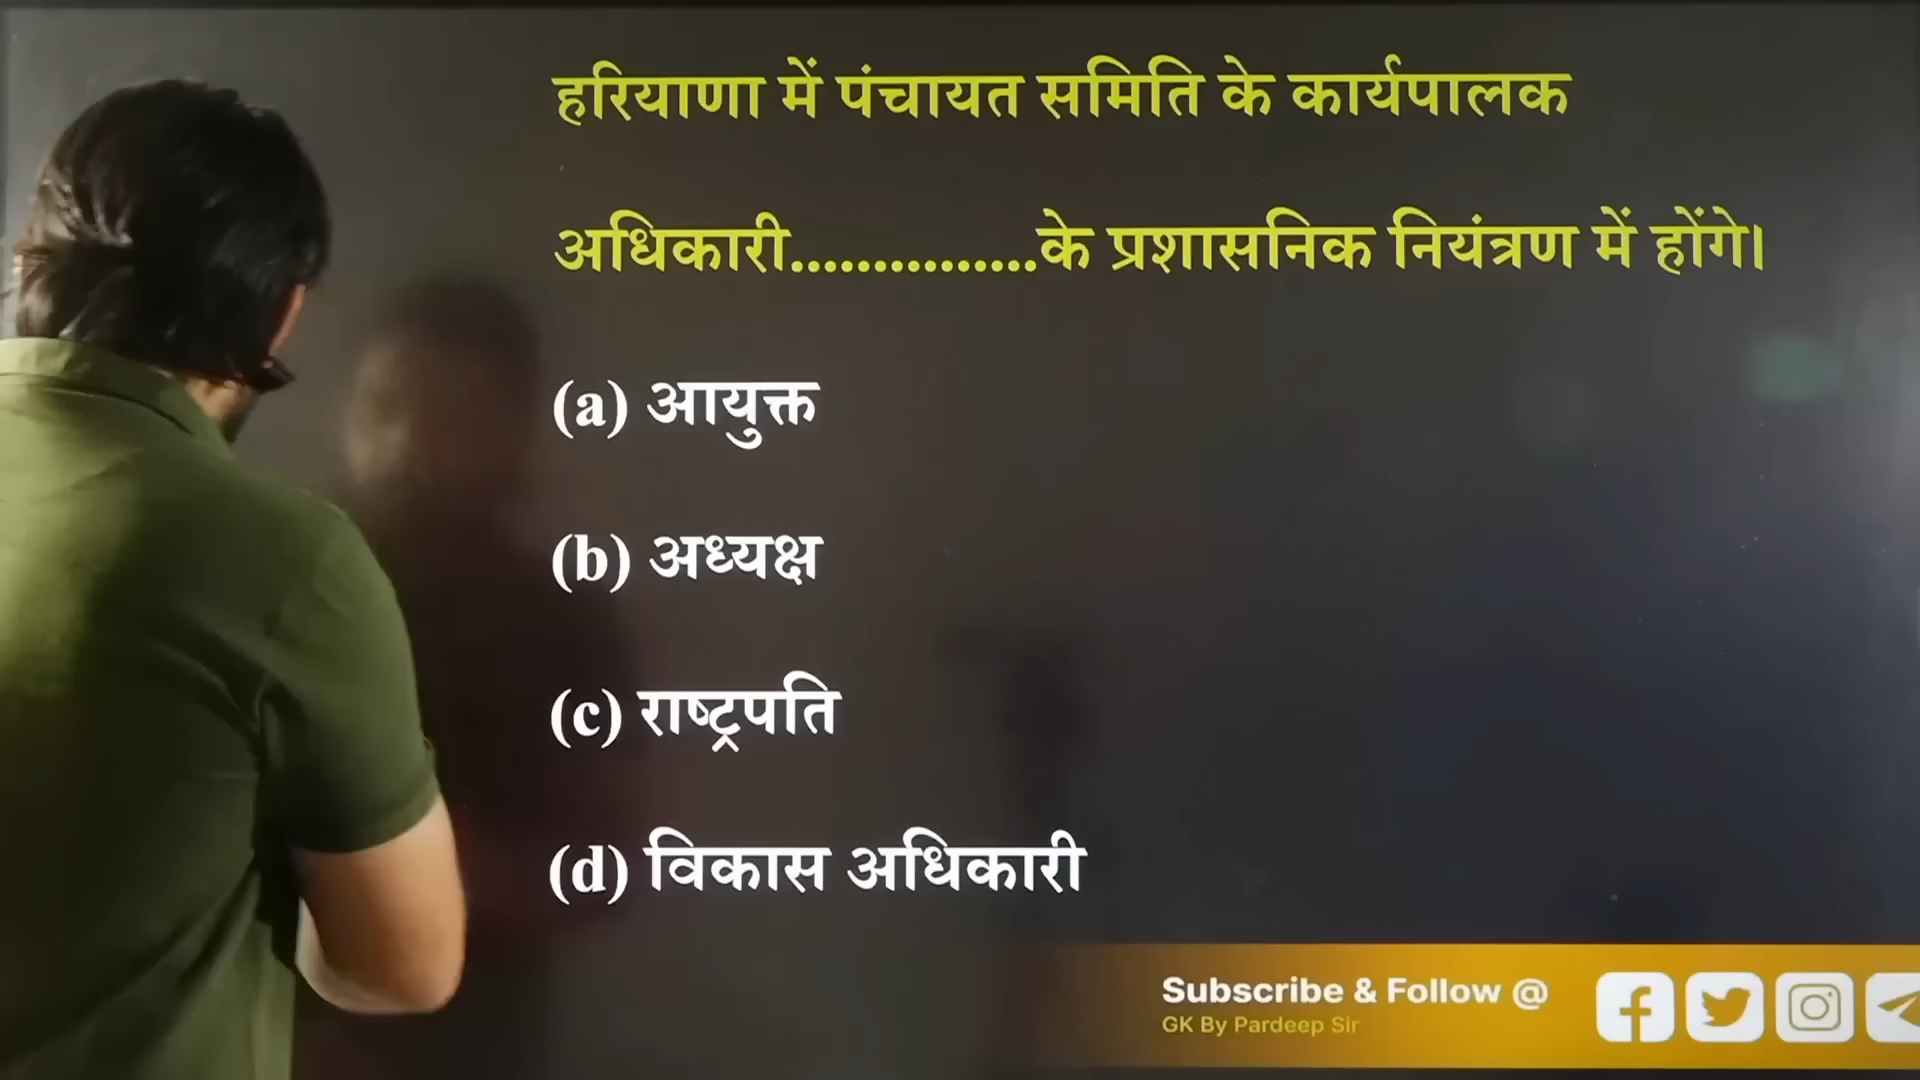 हरियाणा में पंचायत समिति के कार्यपालक
अधिकारी...............के प्रशासनिक नियंत्रण में होंगे।
(a) आयुक्त
(b) अध्यक्ष
(c) राष्ट्रपति
(d) विकास अधिकारी
Subscribe & Follow @
GK By Pardeep Sir